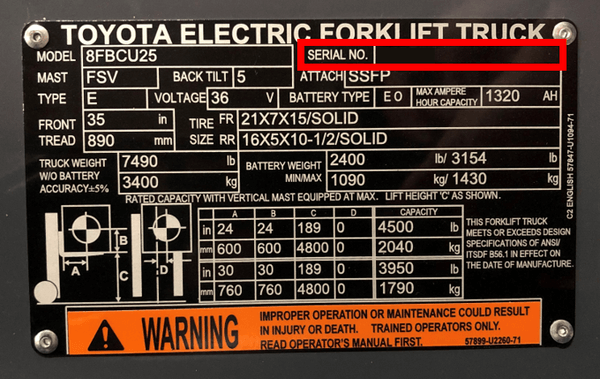 TOYOTA ELECTRIC FORKLIFT TRUCK
MODEL 8FBCU25 SERIAL NO.
MAST FSV BACK TILT 5 ATTACH SSFP
TYPE E VOLTAGE 36 V BATTERY TYPE E O MAX AMPERE HOUR CAPACITY 1320 AH
FRONT 35 in TIRE FR 21X7X15/SOLID
TREAD 890 mm SIZE RR 16X5X10-1/2/SOLID
TRUCK WEIGHT 7490 lb BATTERY WEIGHT 2400 lb/ 3154 lb
W/O BATTERY
ACCURACY±5% 3400 kg MIN/MAX 1090 kg/ 1430 kg
RATED CAPACITY WITH VERTICAL MAST EQUIPPED AT MAX. LIFT HEIGHT 'C' AS SHOWN.
A B C D CAPACITY
in 24 24 189 0 4500 lb
mm 600 600 4800 0 2040 kg
in 30 30 189 0 3950 lb
mm 760 760 4800 0 1790 kg
A B C D
THIS FORKLIFT TRUCK
MEETS OR EXCEEDS DESIGN
SPECIFICATIONS OF ANSI/
ITSDF B56.1 IN EFFECT ON
THE DATE OF MANUFACTURE.
C2 ENGLISH 57847-U1094-71
WARNING
IMPROPER OPERATION OR MAINTENANCE COULD RESULT
IN INJURY OR DEATH. TRAINED OPERATORS ONLY.
READ OPERATOR'S MANUAL FIRST. 57899-U2260-71